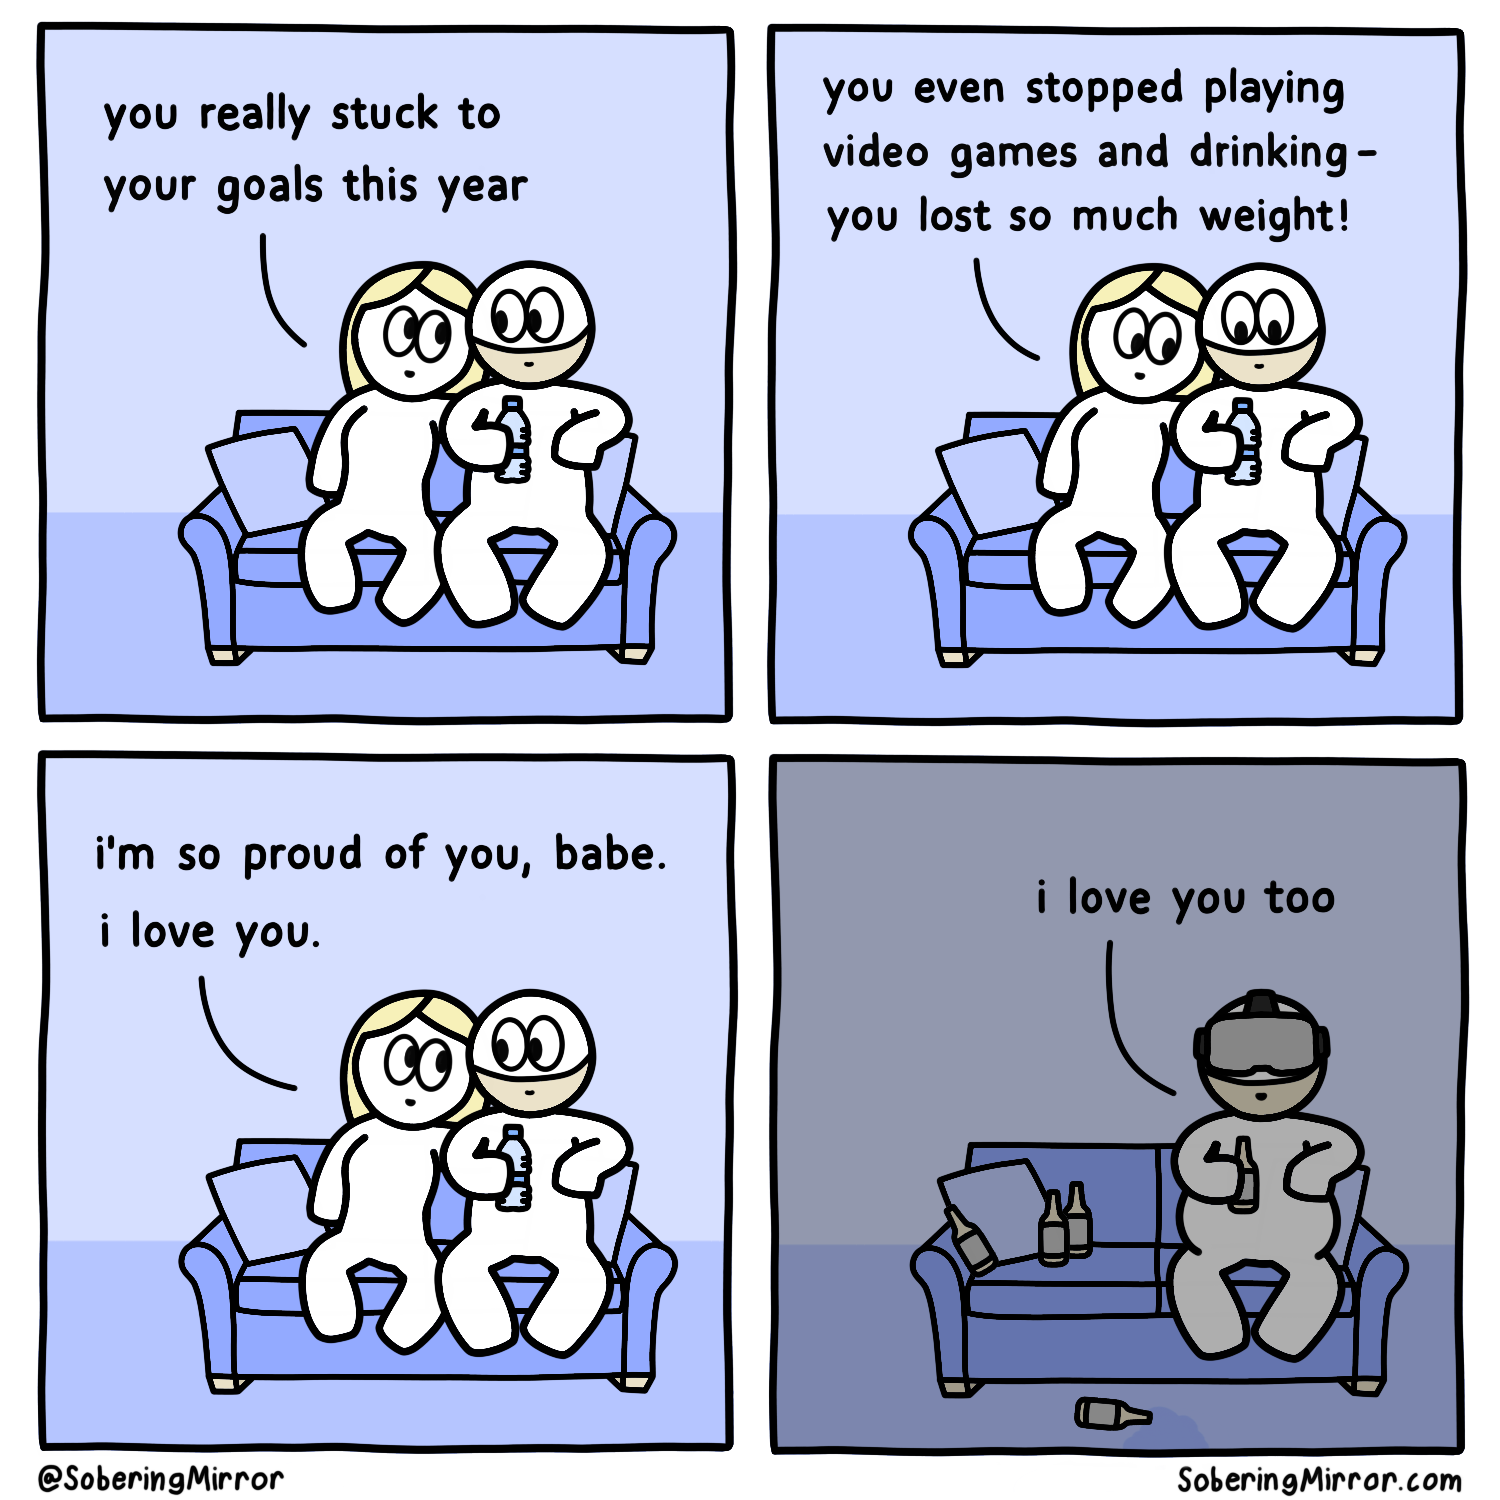 you really stuck to
your goals this year
you even stopped playing
video games and drinking-
you lost so much weight!
i'm so proud of you, babe.
i love you.
i love you too
@SoberingMirror
SoberingMirror.com